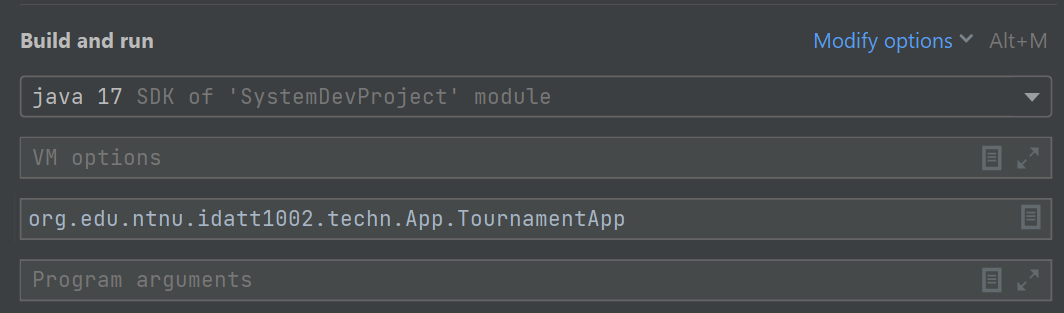 Build and run
Modify options Alt+M
java 17 SDK of 'SystemDevProject' module
VM options
org.edu.ntnu.idatt1002.techn.App.TournamentApp
Program arguments